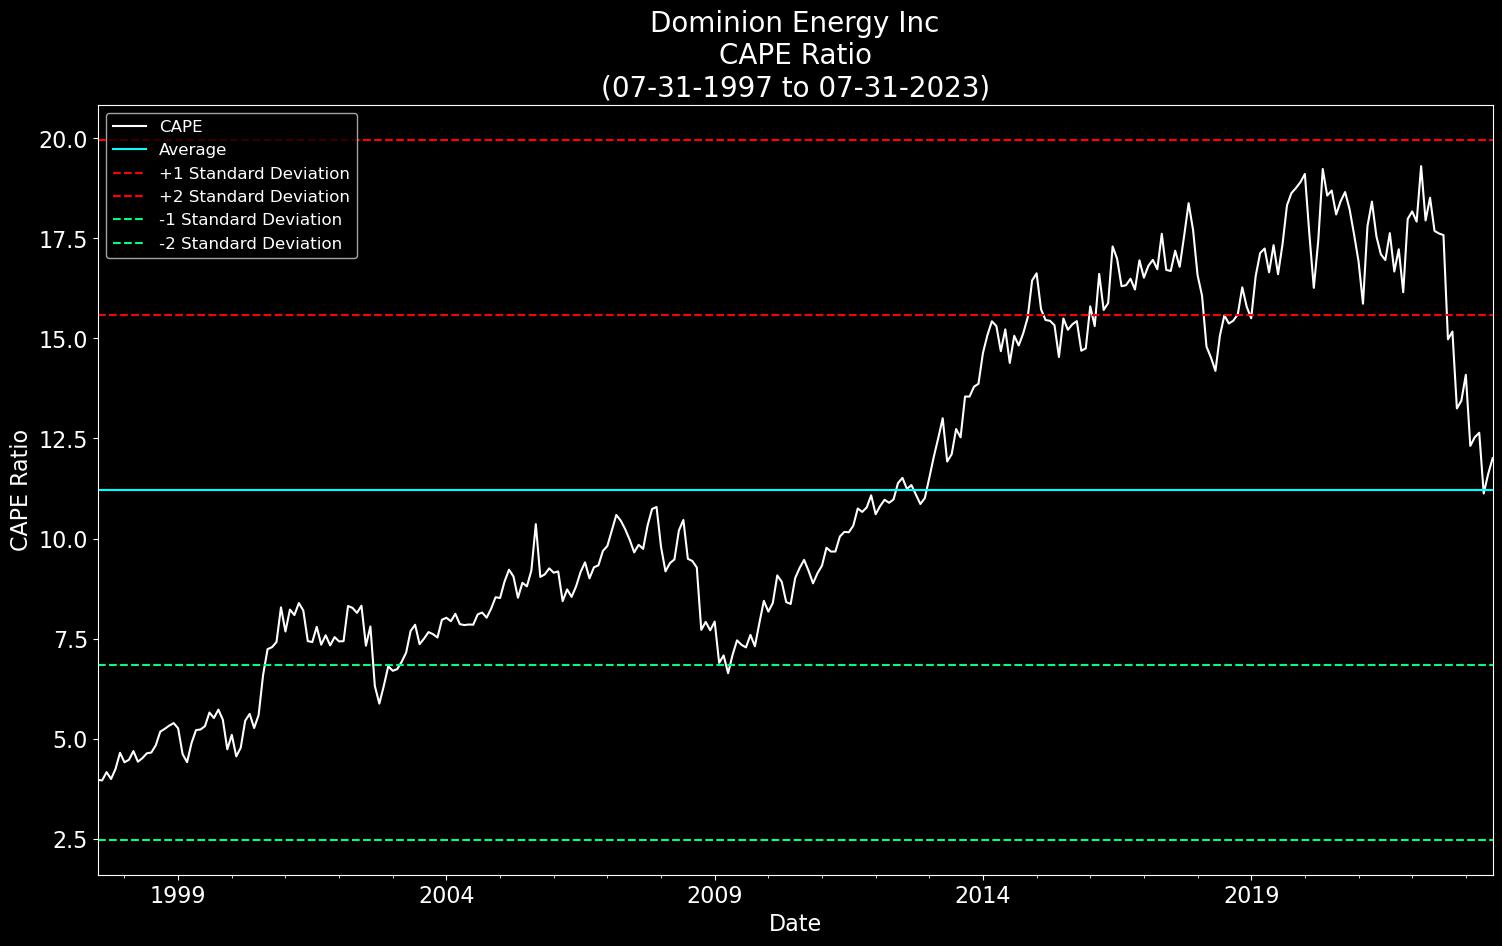 Dominion Energy Inc
CAPE Ratio
(07-31-1997 to 07-31-2023)
CAPE
Average
+1 Standard Deviation
+2 Standard Deviation
-1 Standard Deviation
-2 Standard Deviation
20.0
17.5
15.0
12.5
10.0
7.5
5.0
2.5
CAPE Ratio
1999
2004
2009
2014
2019
Date